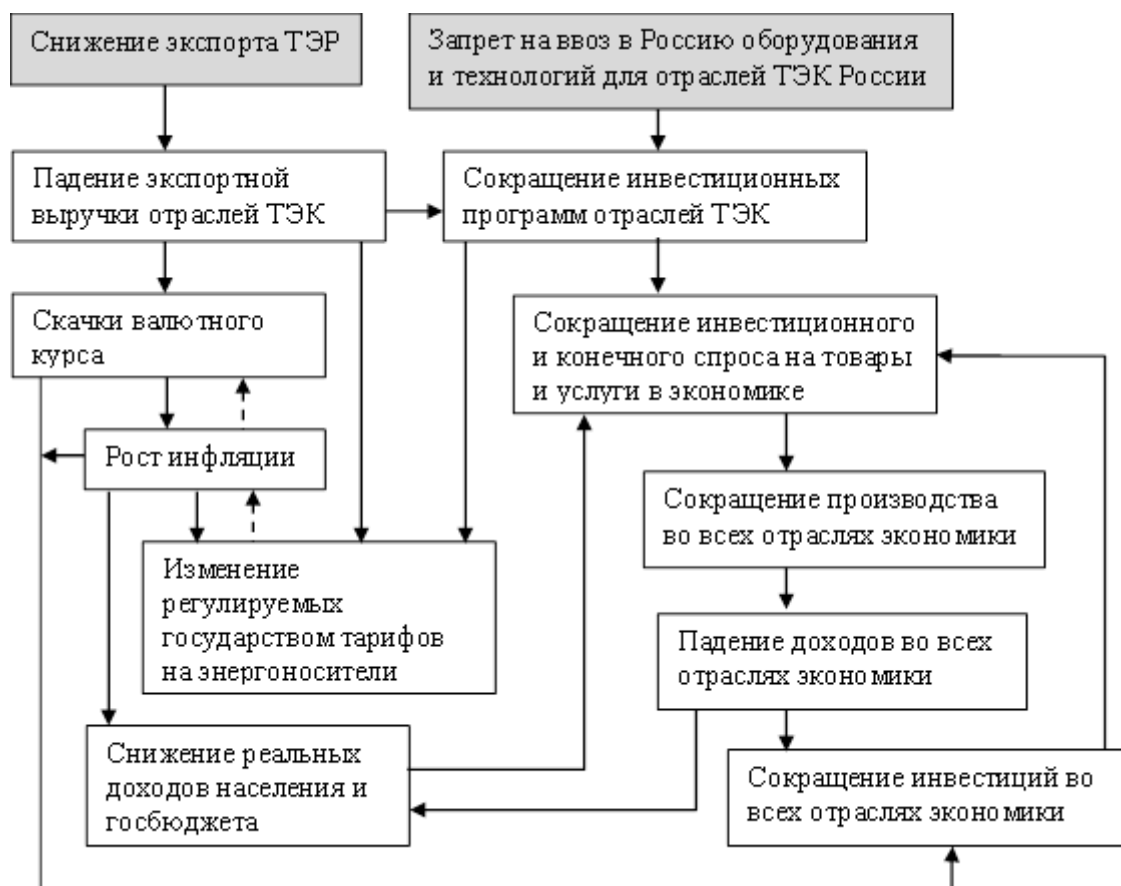 Снижение экспорта ТЭР
Запрет на ввоз в Россию оборудования
и технологий для отраслей ТЭК России
Падение экспортной
выручки отраслей ТЭК
Сокращение инвестиционных
программ отраслей ТЭК
Скачки валютного
курса
Сокращение инвестиционного
и конечного спроса на товары
и услуги в экономике
Рост инфляции
Сокращение производства
во всех отраслях экономики
Изменение
регулируемых
государством тарифов
на энергоносители
Падение доходов во всех
отраслях экономики
Снижение реальных
доходов населения и
госбюджета
Сокращение инвестиций во
всех отраслях экономики